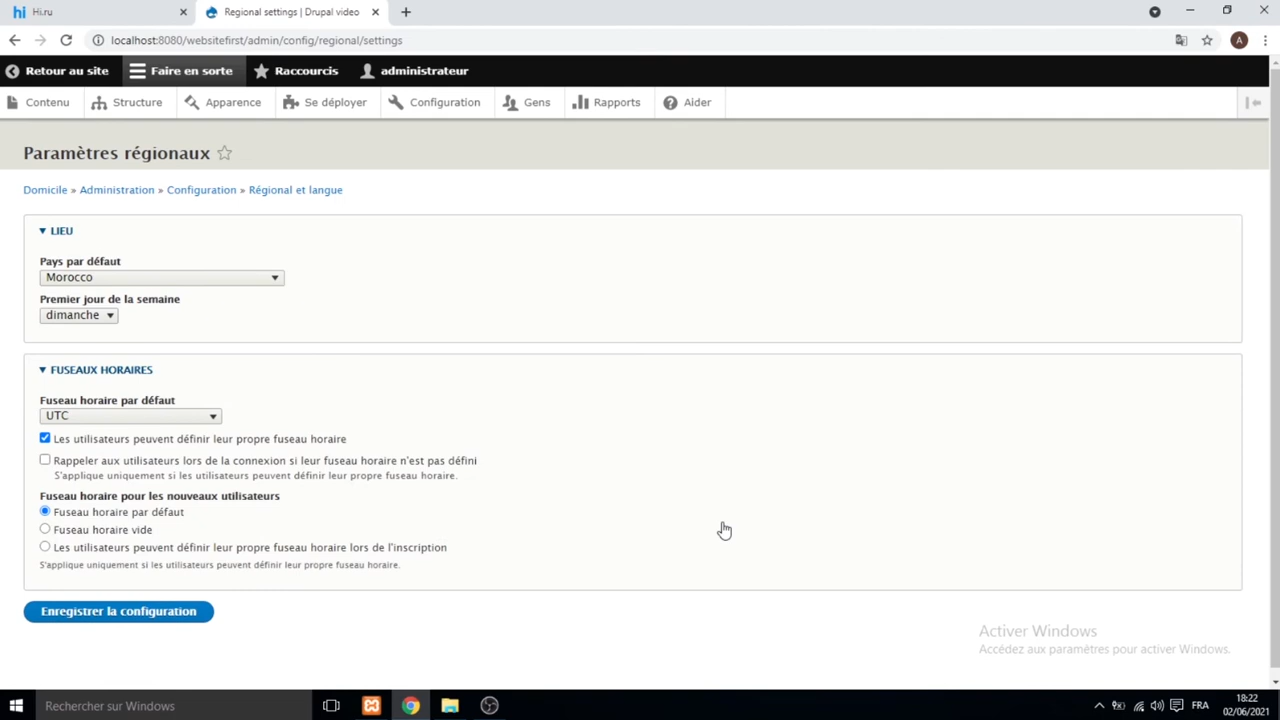 hi Hi.ru
Regional settings | Drupal video
localhost:8080/websitefirst/admin/config/regional/settings
A
Retour au site Faire en sorte Raccourcis administrateur
Contenu Structure Apparence Se déployer Configuration Gens Rapports Aider
Paramètres régionaux
Domicile » Administration » Configuration » Régional et langue
LIEU
Pays par défaut
Morocco
Premier jour de la semaine
dimanche
FUSEAUX HORAIRES
Fuseau horaire par défaut
UTC
Les utilisateurs peuvent définir leur propre fuseau horaire
Rappeler aux utilisateurs lors de la connexion si leur fuseau horaire n'est pas défini
S'applique uniquement si les utilisateurs peuvent définir leur propre fuseau horaire.
Fuseau horaire pour les nouveaux utilisateurs
Fuseau horaire par défaut
Fuseau horaire vide
Les utilisateurs peuvent définir leur propre fuseau horaire lors de l'inscription
S'applique uniquement si les utilisateurs peuvent définir leur propre fuseau horaire.
Enregistrer la configuration
Activer Windows
Accédez aux paramètres pour activer Windows.
Rechercher sur Windows
FRA
18:22
02/06/2021